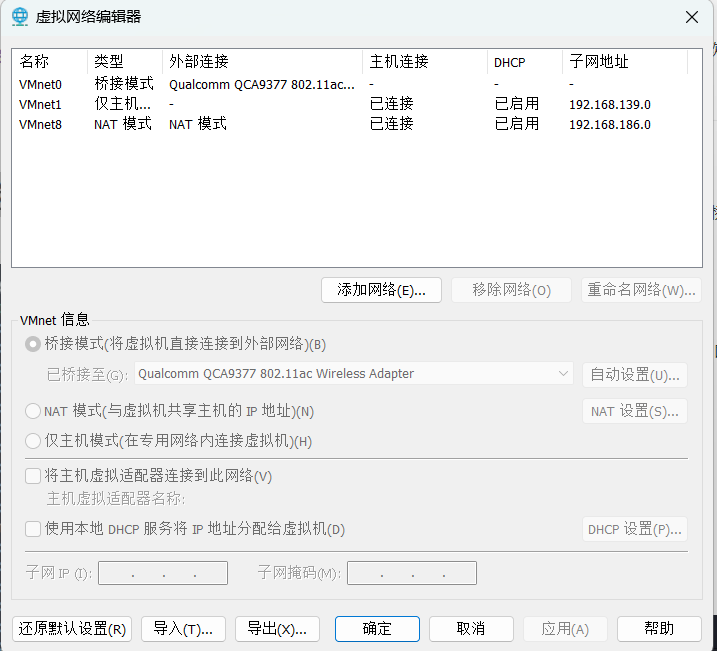 虚拟网络编辑器
名称 类型 外部连接 主机连接 DHCP 子网地址
VMnet0 桥接模式 Qualcomm QCA9377 802.11ac... - - -
VMnet1 仅主机... - 已连接 已启用 192.168.139.0
VMnet8 NAT 模式 NAT 模式 已连接 已启用 192.168.186.0
添加网络(E)... 移除网络(O) 重命名网络(W)...
VMnet 信息
桥接模式(将虚拟机直接连接到外部网络)(B)
已桥接至(G): Qualcomm QCA9377 802.11ac Wireless Adapter 自动设置(U)...
NAT 模式(与虚拟机共享主机的 IP 地址)(N) NAT 设置(S)...
仅主机模式(在专用网络内连接虚拟机)(H)
将主机虚拟适配器连接到此网络(V)
主机虚拟适配器名称:
使用本地 DHCP 服务将 IP 地址分配给虚拟机(D) DHCP 设置(P)...
子网 IP (I): . . . 子网掩码(M): . . .
还原默认设置(R) 导入(T)... 导出(X)... 确定 取消 应用(A) 帮助